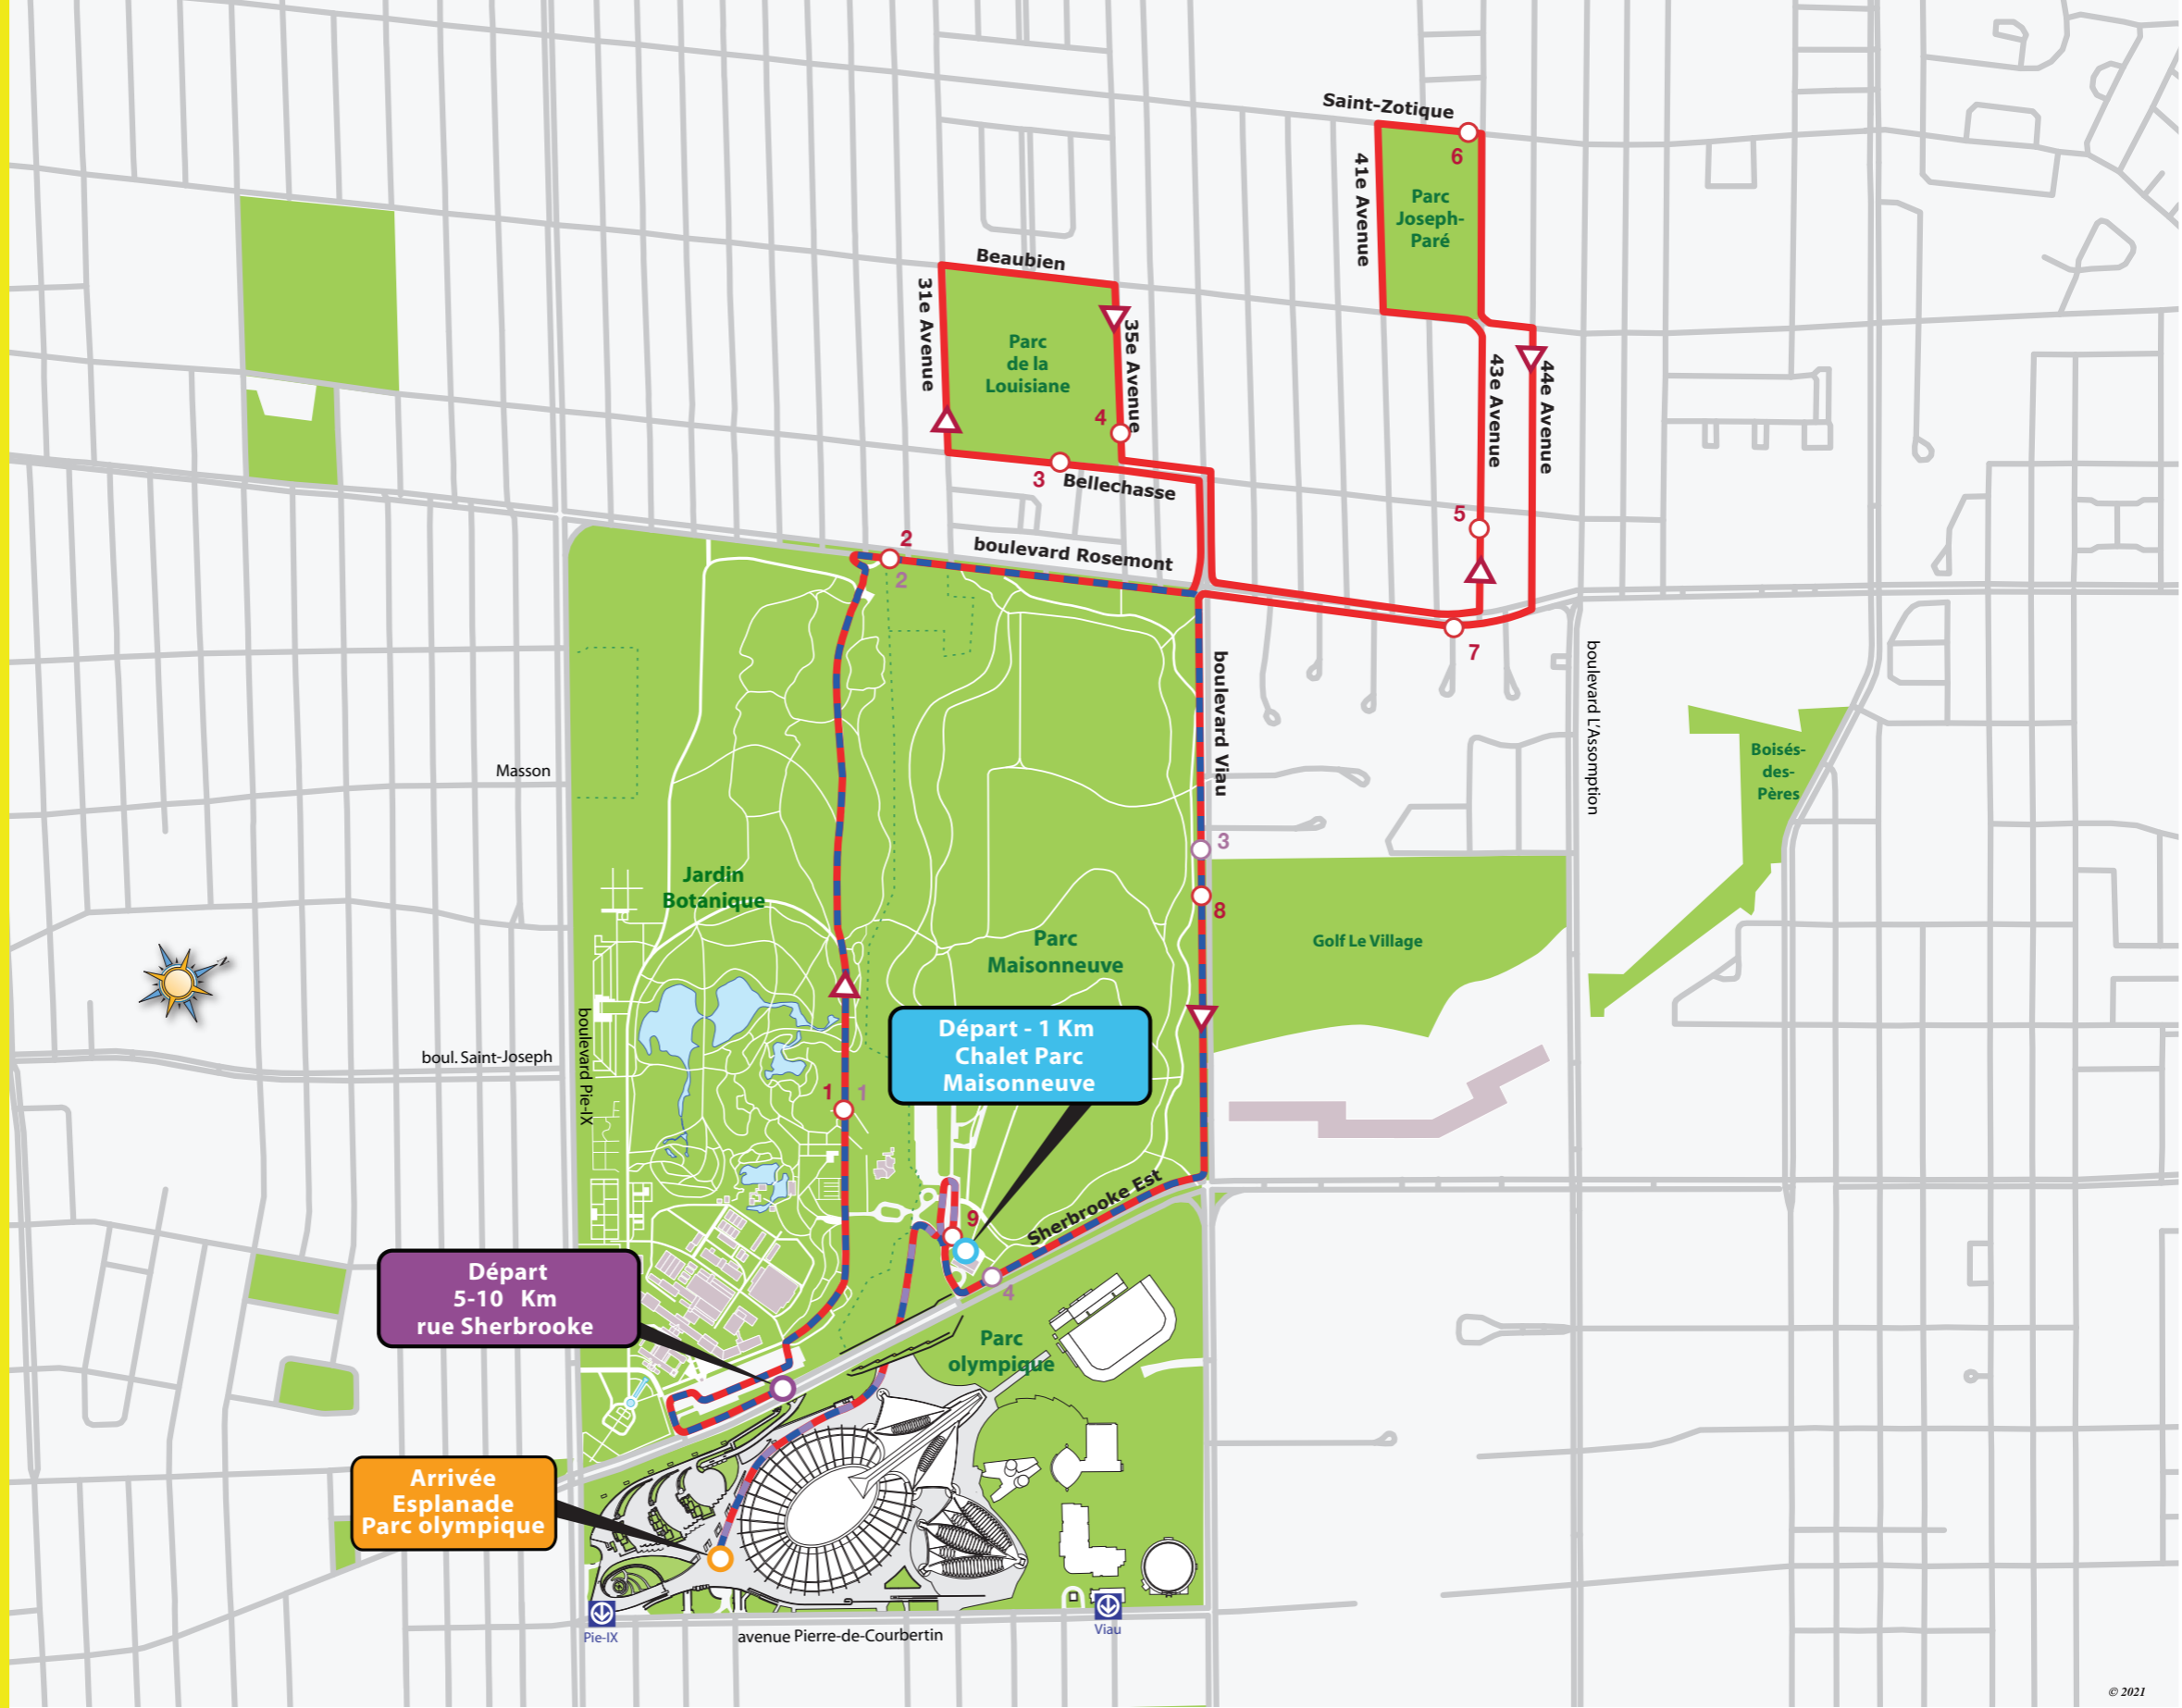 Saint-Zotique
6
41e Avenue
Parc
Joseph-
Paré
Beaubien
31e Avenue
Parc
de la
Louisiane
35e Avenue
4
43e Avenue
44e Avenue
3
Bellechasse
5
2
2
boulevard Rosemont
7
boulevard Viau
boulevard L'Assomption
Masson
Boisés-
des-
Pères
3
8
Jardin
Botanique
Parc
Maisonneuve
Golf Le Village
boul. Saint-Joseph
boulevard Pie-IX
Départ - 1 Km
Chalet Parc
Maisonneuve
1
1
9
Sherbrooke Est
4
Départ
5-10 Km
rue Sherbrooke
Parc
olympique
Arrivée
Esplanade
Parc olympique
Pie-IX
avenue Pierre-de-Courbertin
Viau
© 2021